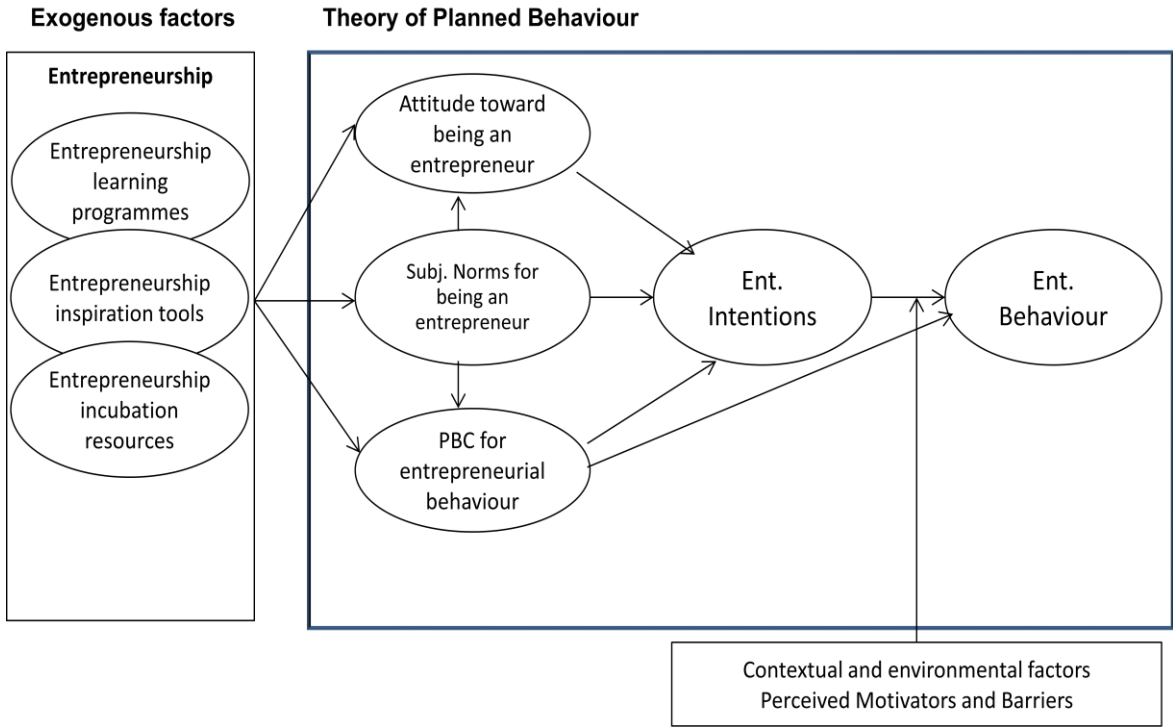 Exogenous factors
Theory of Planned Behaviour
Entrepreneurship
Entrepreneurship
learning
programmes
Entrepreneurship
inspiration tools
Entrepreneurship
incubation
resources
Attitude toward
being an
entrepreneur
Subj. Norms for
being an
entrepreneur
PBC for
entrepreneurial
behaviour
Ent.
Intentions
Ent.
Behaviour
Contextual and environmental factors
Perceived Motivators and Barriers